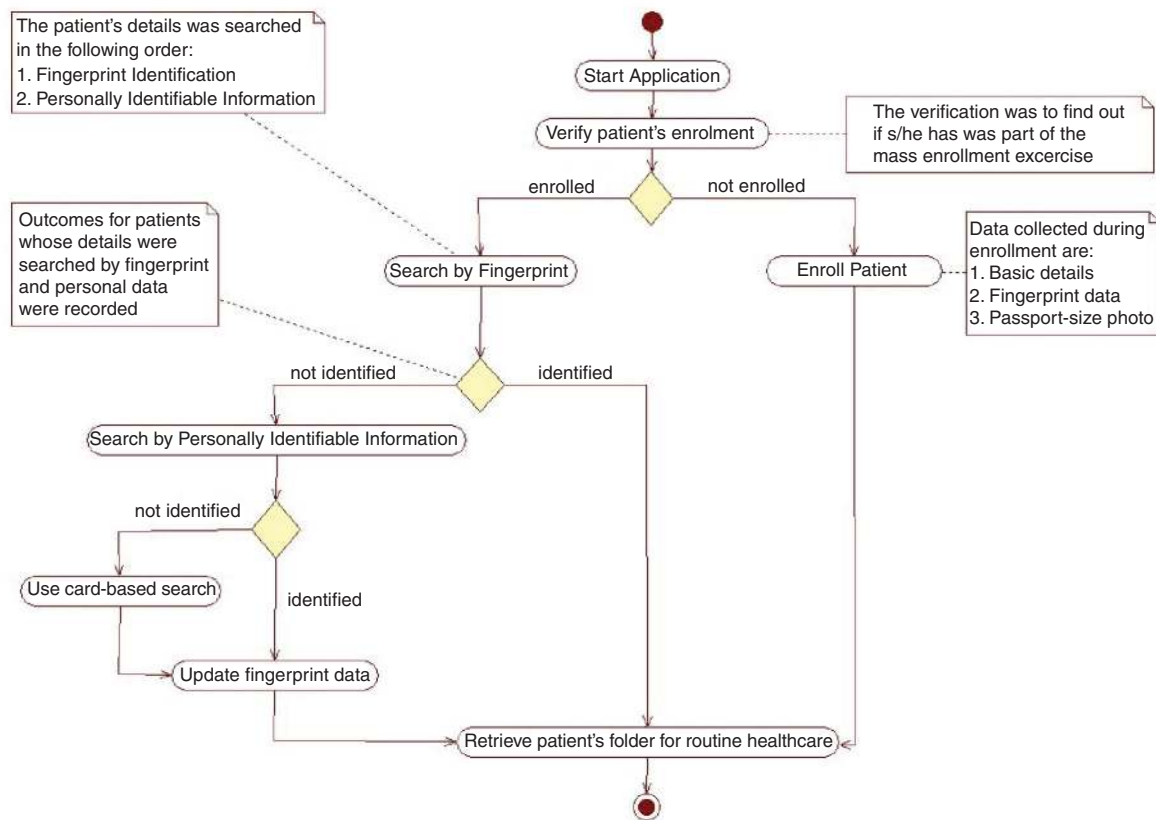 The patient's details was searched
in the following order:
1. Fingerprint Identification
2. Personally Identifiable Information
Start Application
Verify patient's enrolment
The verification was to find out
if s/he has was part of the
mass enrollment excercise
enrolled
not enrolled
Outcomes for patients
whose details were
searched by fingerprint
and personal data
were recorded
Search by Fingerprint
Enroll Patient
Data collected during
enrollment are:
1. Basic details
2. Fingerprint data
3. Passport-size photo
not identified
identified
Search by Personally Identifiable Information
not identified
Use card-based search
identified
Update fingerprint data
Retrieve patient's folder for routine healthcare